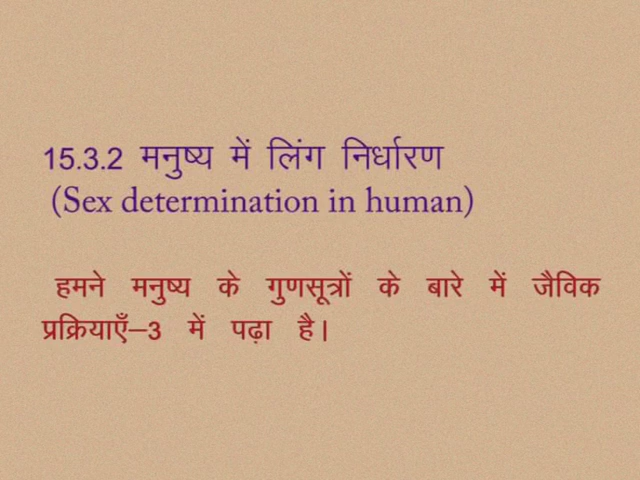 15.3.2 मनुष्य में लिंग निर्धारण
(Sex determination in human)
हमने मनुष्य के गुणसूत्रों के बारे में जैविक
प्रक्रियाएँ–3 में पढ़ा है।